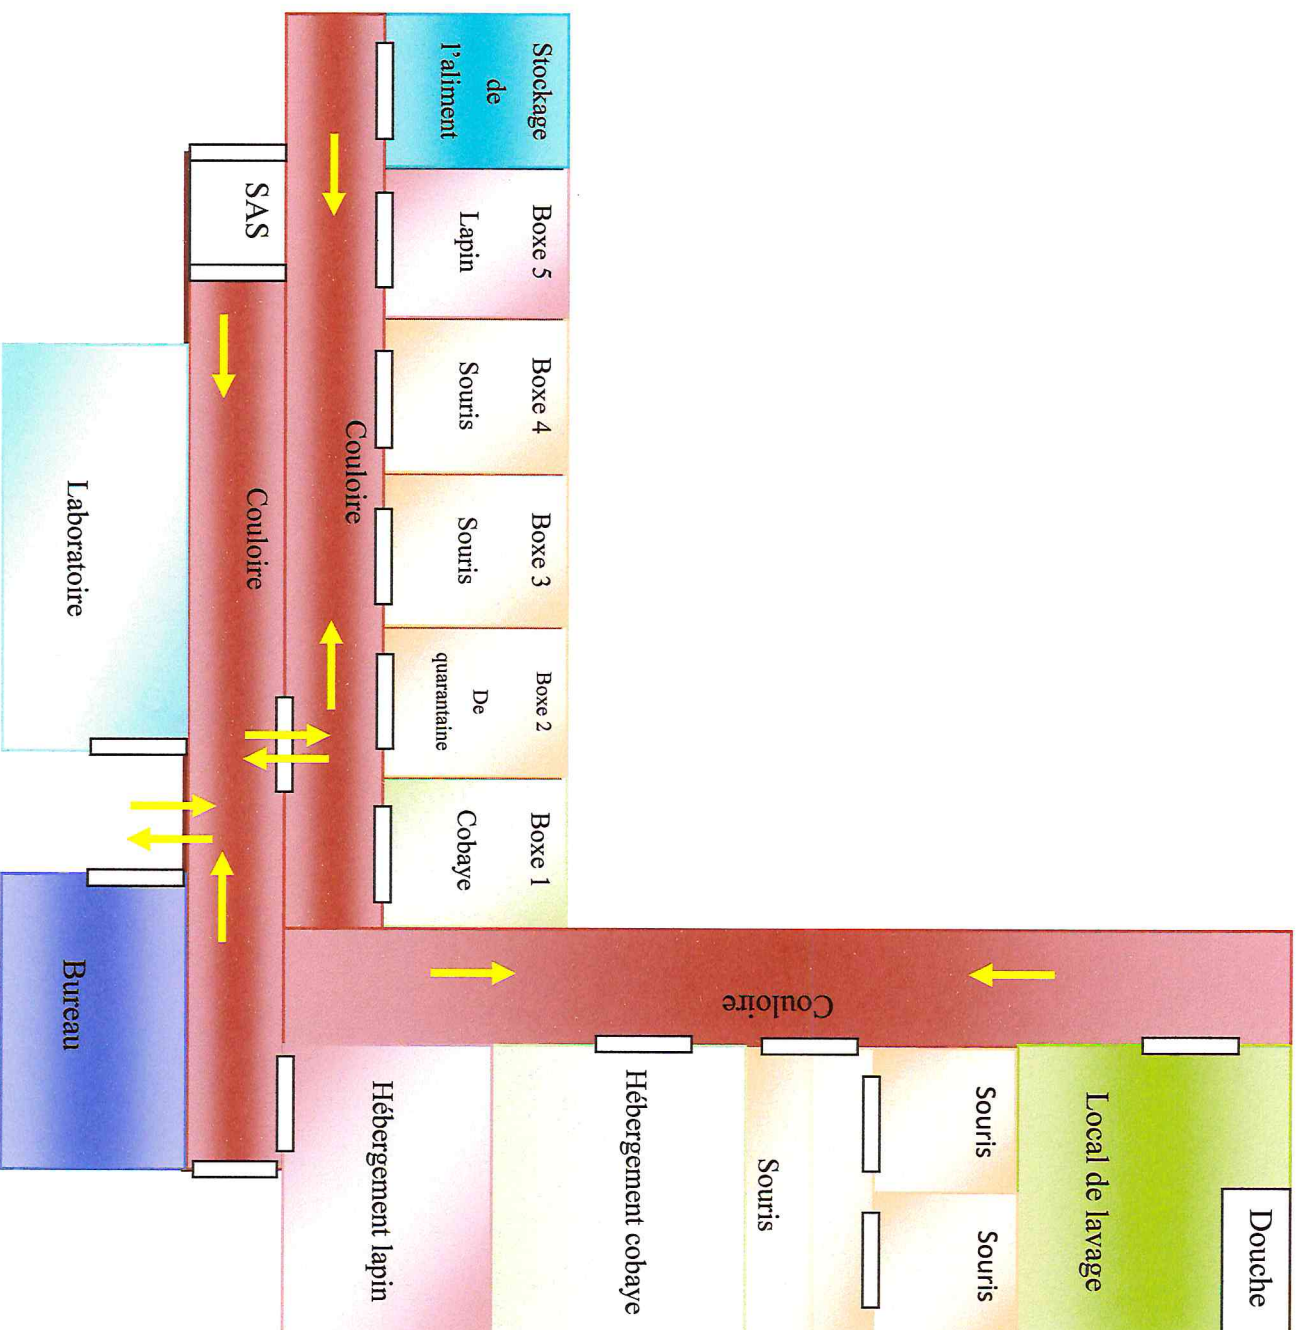 Stockage
de
l'aliment
Boxe 5
Lapin
Boxe 4
Souris
Boxe 3
Souris
Boxe 2
De
quarantaine
Boxe 1
Cobaye
Couloire
SAS
Couloire
Laboratoire
Bureau
Couloire
Douche
Local de lavage
Souris
Souris
Souris
Hébergement cobaye
Hébergement lapin